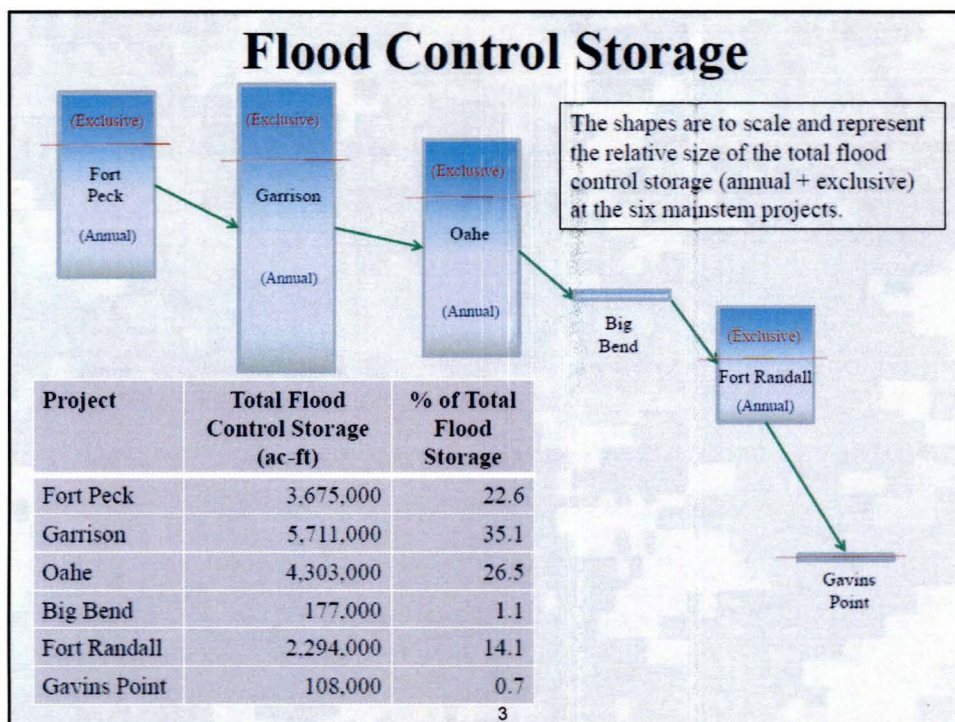 Flood Control Storage
(Exclusive)
Fort
Peck
(Annual)
(Exclusive)
Garrison
(Annual)
(Exclusive)
Oahe
(Annual)
The shapes are to scale and represent
the relative size of the total flood
control storage (annual + exclusive)
at the six mainstem projects.
Big
Bend
(Exclusive)
Fort Randall
(Annual)
Gavins
Point
Project Total Flood % of Total
Control Storage Flood
(ac-ft) Storage
Fort Peck 3,675,000 22.6
Garrison 5,711,000 35.1
Oahe 4,303,000 26.5
Big Bend 177,000 1.1
Fort Randall 2,294,000 14.1
Gavins Point 108,000 0.7
3